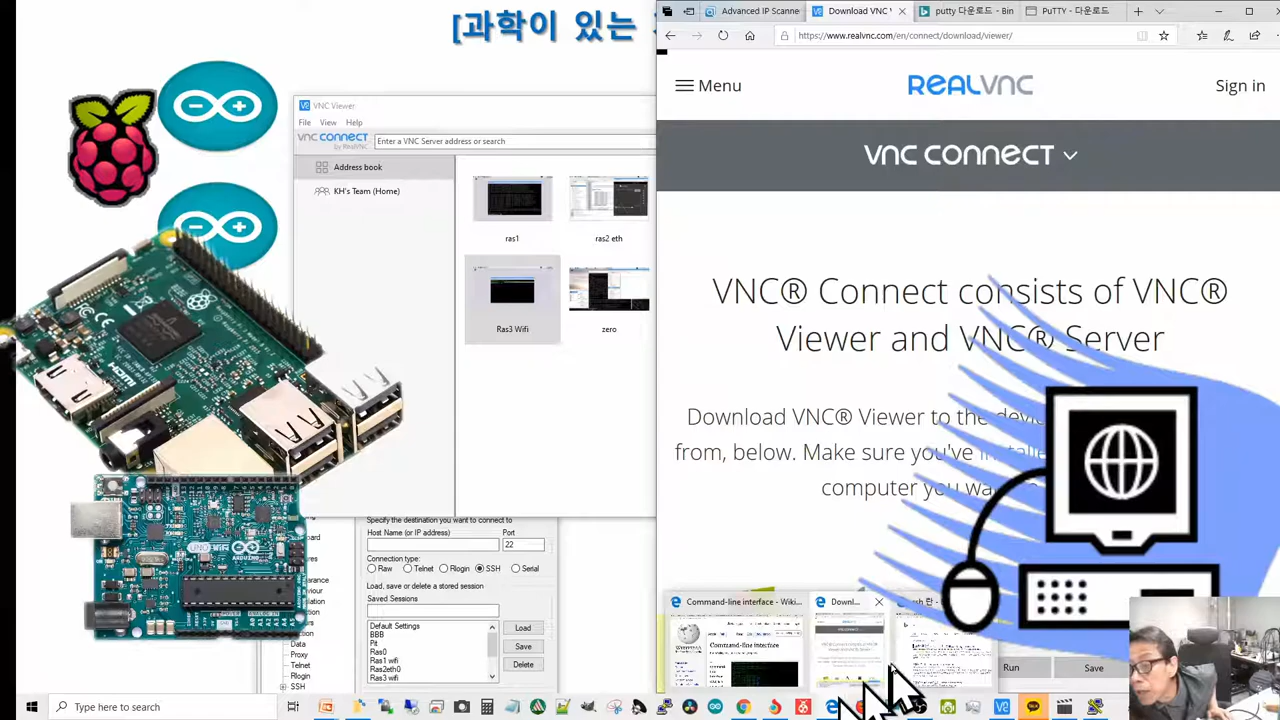 [과학이 있는
Advanced IP Scanne
Download VNC V
putty 다운로드 - Bin
PuTTY - 다운로드
https://www.realvnc.com/en/connect/download/viewer/
Menu
REALVNC
Sign in
VNC CONNECT
VNC® Connect consists of VNC®
Viewer and VNC® Server
Download VNC® Viewer to the
from, below. Make sure you've
computer you
VNC Viewer
File View Help
VNC CONNECT
by RealVNC
Enter a VNC Server address or search
Address book
KH's Team (Home)
ras1
ras2 eth
Ras3 Wifi
zero
HDMI
UNO
ARDUINO
Specify the destination you want to connect to
Host Name (or IP address)
Port
22
Connection type:
Raw
Telnet
Rlogin
SSH
Serial
Load, save or delete a stored session
Saved Sessions
Default Settings
BBB
Pit
Ras0
Ras1 wifi
Ras2eth0
Ras3 wifi
Load
Save
Delete
Data
Proxy
Telnet
Rlogin
SSH
Command-line interface - Wiki...
Command-line interface
Downl...
Run
Save
Type here to search